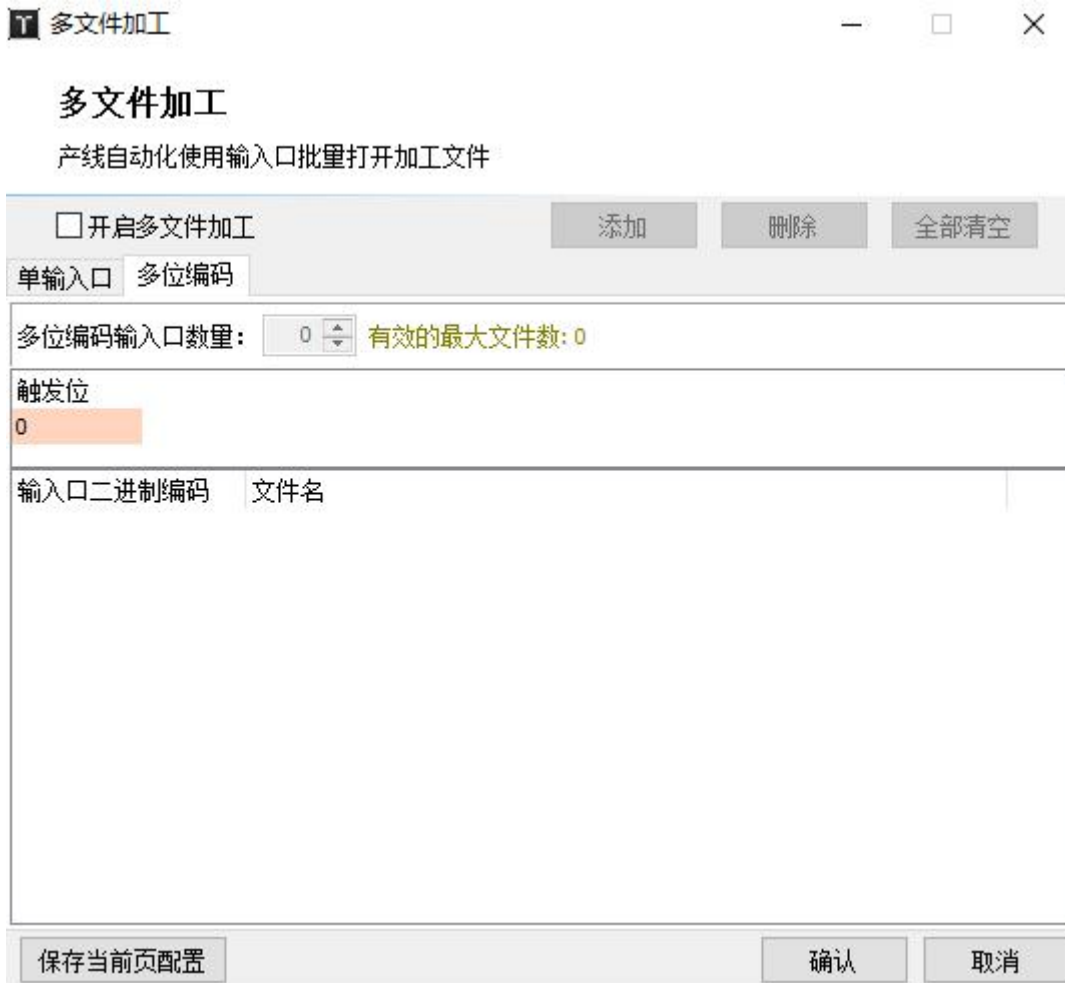 多文件加工
多文件加工
产线自动化使用输入口批量打开加工文件
开启多文件加工 添加 删除 全部清空
单输入口 多位编码
多位编码输入口数量： 0 有效的最大文件数: 0
触发位
0
输入口二进制编码 文件名
保存当前页配置 确认 取消